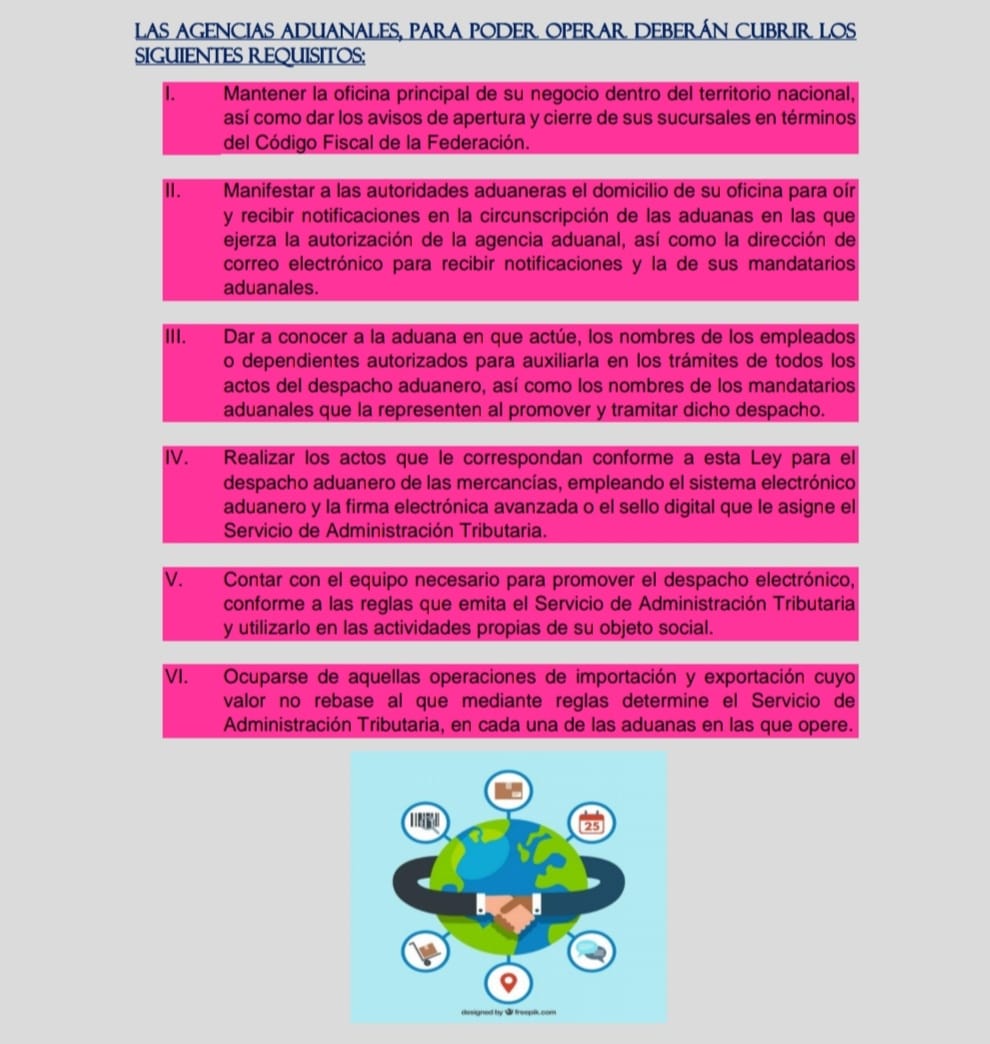 LAS AGENCIAS ADUANALES, PARA PODER OPERAR DEBERÁN CUBRIR LOS
SIGUIENTES REQUISITOS:
I. Mantener la oficina principal de su negocio dentro del territorio nacional,
así como dar los avisos de apertura y cierre de sus sucursales en términos
del Código Fiscal de la Federación.
II. Manifestar a las autoridades aduaneras el domicilio de su oficina para oír
y recibir notificaciones en la circunscripción de las aduanas en las que
ejerza la autorización de la agencia aduanal, así como la dirección de
correo electrónico para recibir notificaciones y la de sus mandatarios
aduanales.
III. Dar a conocer a la aduana en que actúe, los nombres de los empleados
o dependientes autorizados para auxiliarla en los trámites de todos los
actos del despacho aduanero, así como los nombres de los mandatarios
aduanales que la representen al promover y tramitar dicho despacho.
IV. Realizar los actos que le correspondan conforme a esta Ley para el
despacho aduanero de las mercancías, empleando el sistema electrónico
aduanero y la firma electrónica avanzada o el sello digital que le asigne el
Servicio de Administración Tributaria.
V. Contar con el equipo necesario para promover el despacho electrónico,
conforme a las reglas que emita el Servicio de Administración Tributaria
y utilizarlo en las actividades propias de su objeto social.
VI. Ocuparse de aquellas operaciones de importación y exportación cuyo
valor no rebase al que mediante reglas determine el Servicio de
Administración Tributaria, en cada una de las aduanas en las que opere.
25
designed by freepik.com